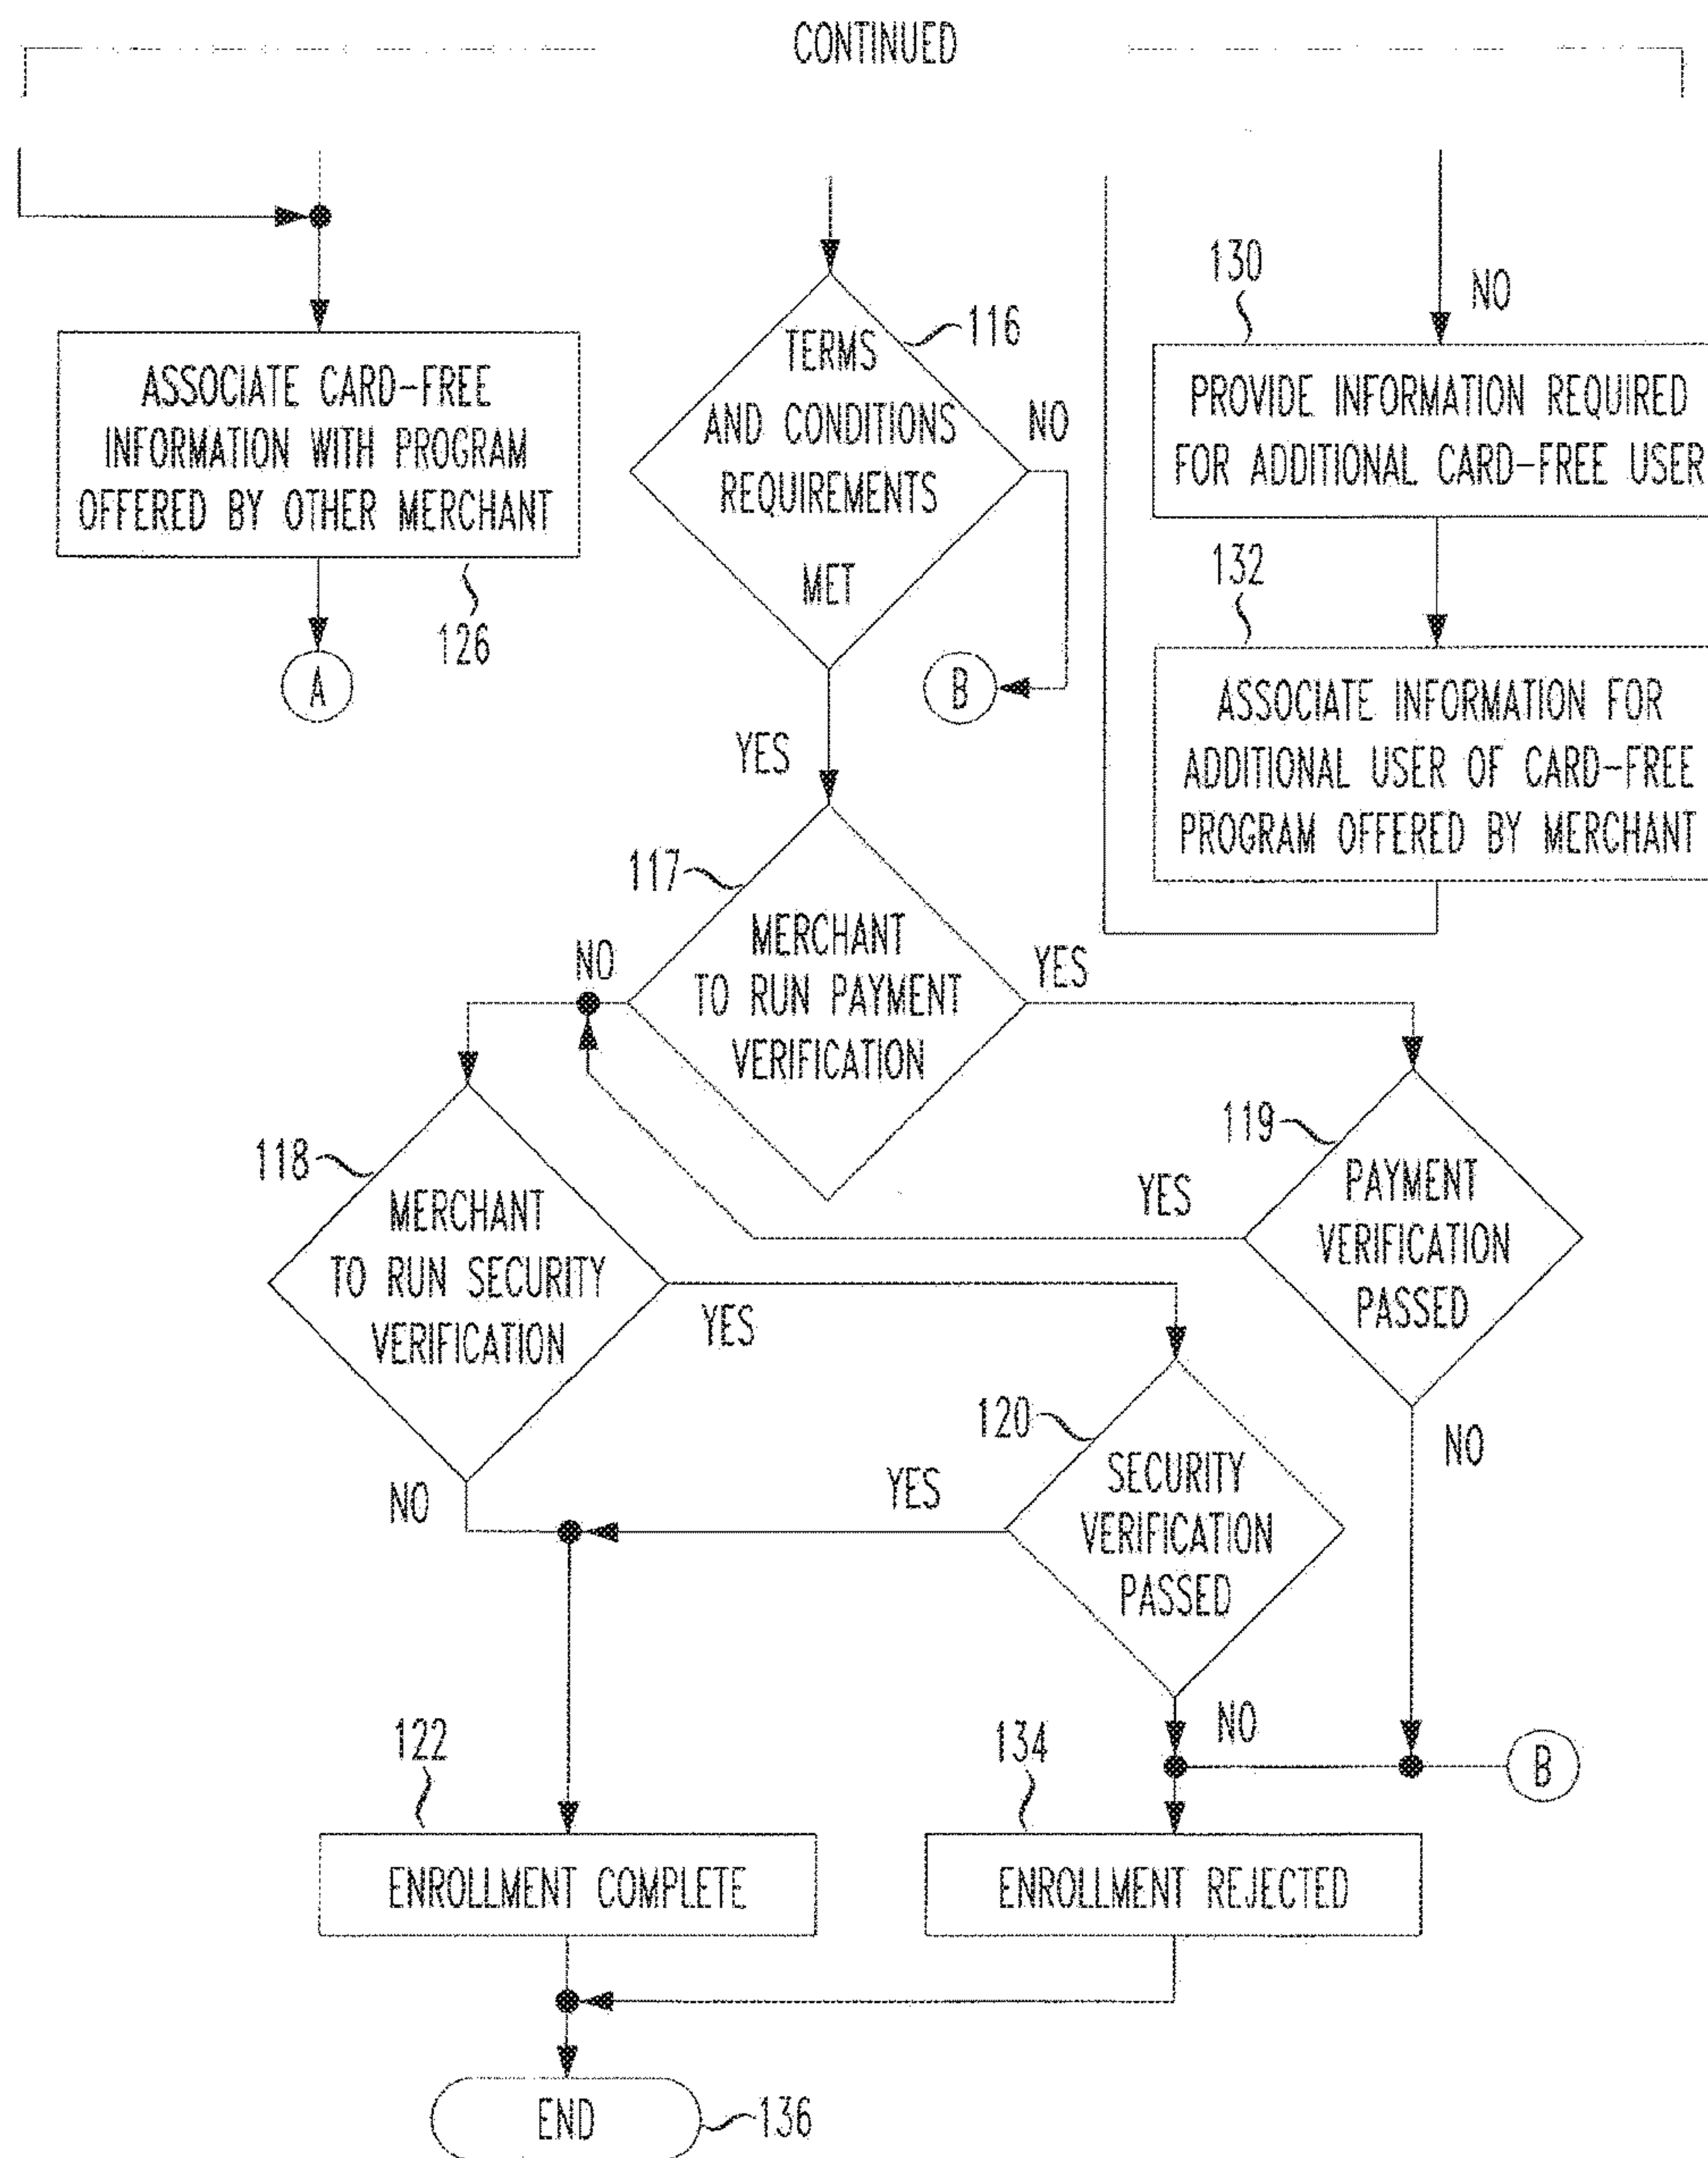 CONTINUED
ASSOCIATE CARD-FREE
INFORMATION WITH PROGRAM
OFFERED BY OTHER MERCHANT
126
A
TERMS
AND CONDITIONS
REQUIREMENTS
MET
116
NO
B
YES
130
NO
PROVIDE INFORMATION REQUIRED
FOR ADDITIONAL CARD-FREE USER
132
ASSOCIATE INFORMATION FOR
ADDITIONAL USER OF CARD-FREE
PROGRAM OFFERED BY MERCHANT
117
MERCHANT
TO RUN PAYMENT
VERIFICATION
NO
YES
118
MERCHANT
TO RUN SECURITY
VERIFICATION
YES
NO
119
PAYMENT
VERIFICATION
PASSED
YES
NO
120
SECURITY
VERIFICATION
PASSED
YES
NO
B
122
ENROLLMENT COMPLETE
134
ENROLLMENT REJECTED
END
136